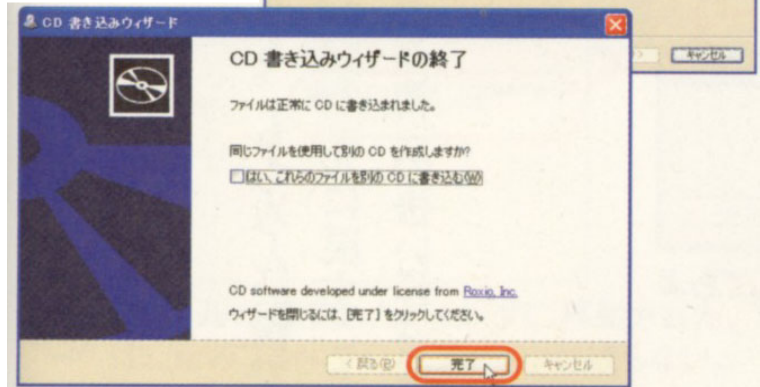 CD 書き込みウィザード
CD 書き込みウィザードの終了
ファイルは正常に CD に書き込まれました。
同じファイルを使用して別の CD を作成しますか?
はい、これらのファイルを別の CD に書き込む(W)
CD software developed under license from Roxio, Inc.
ウィザードを閉じるには、[完了] をクリックしてください。
< 戻る(B) 完了 キャンセル
キャンセル